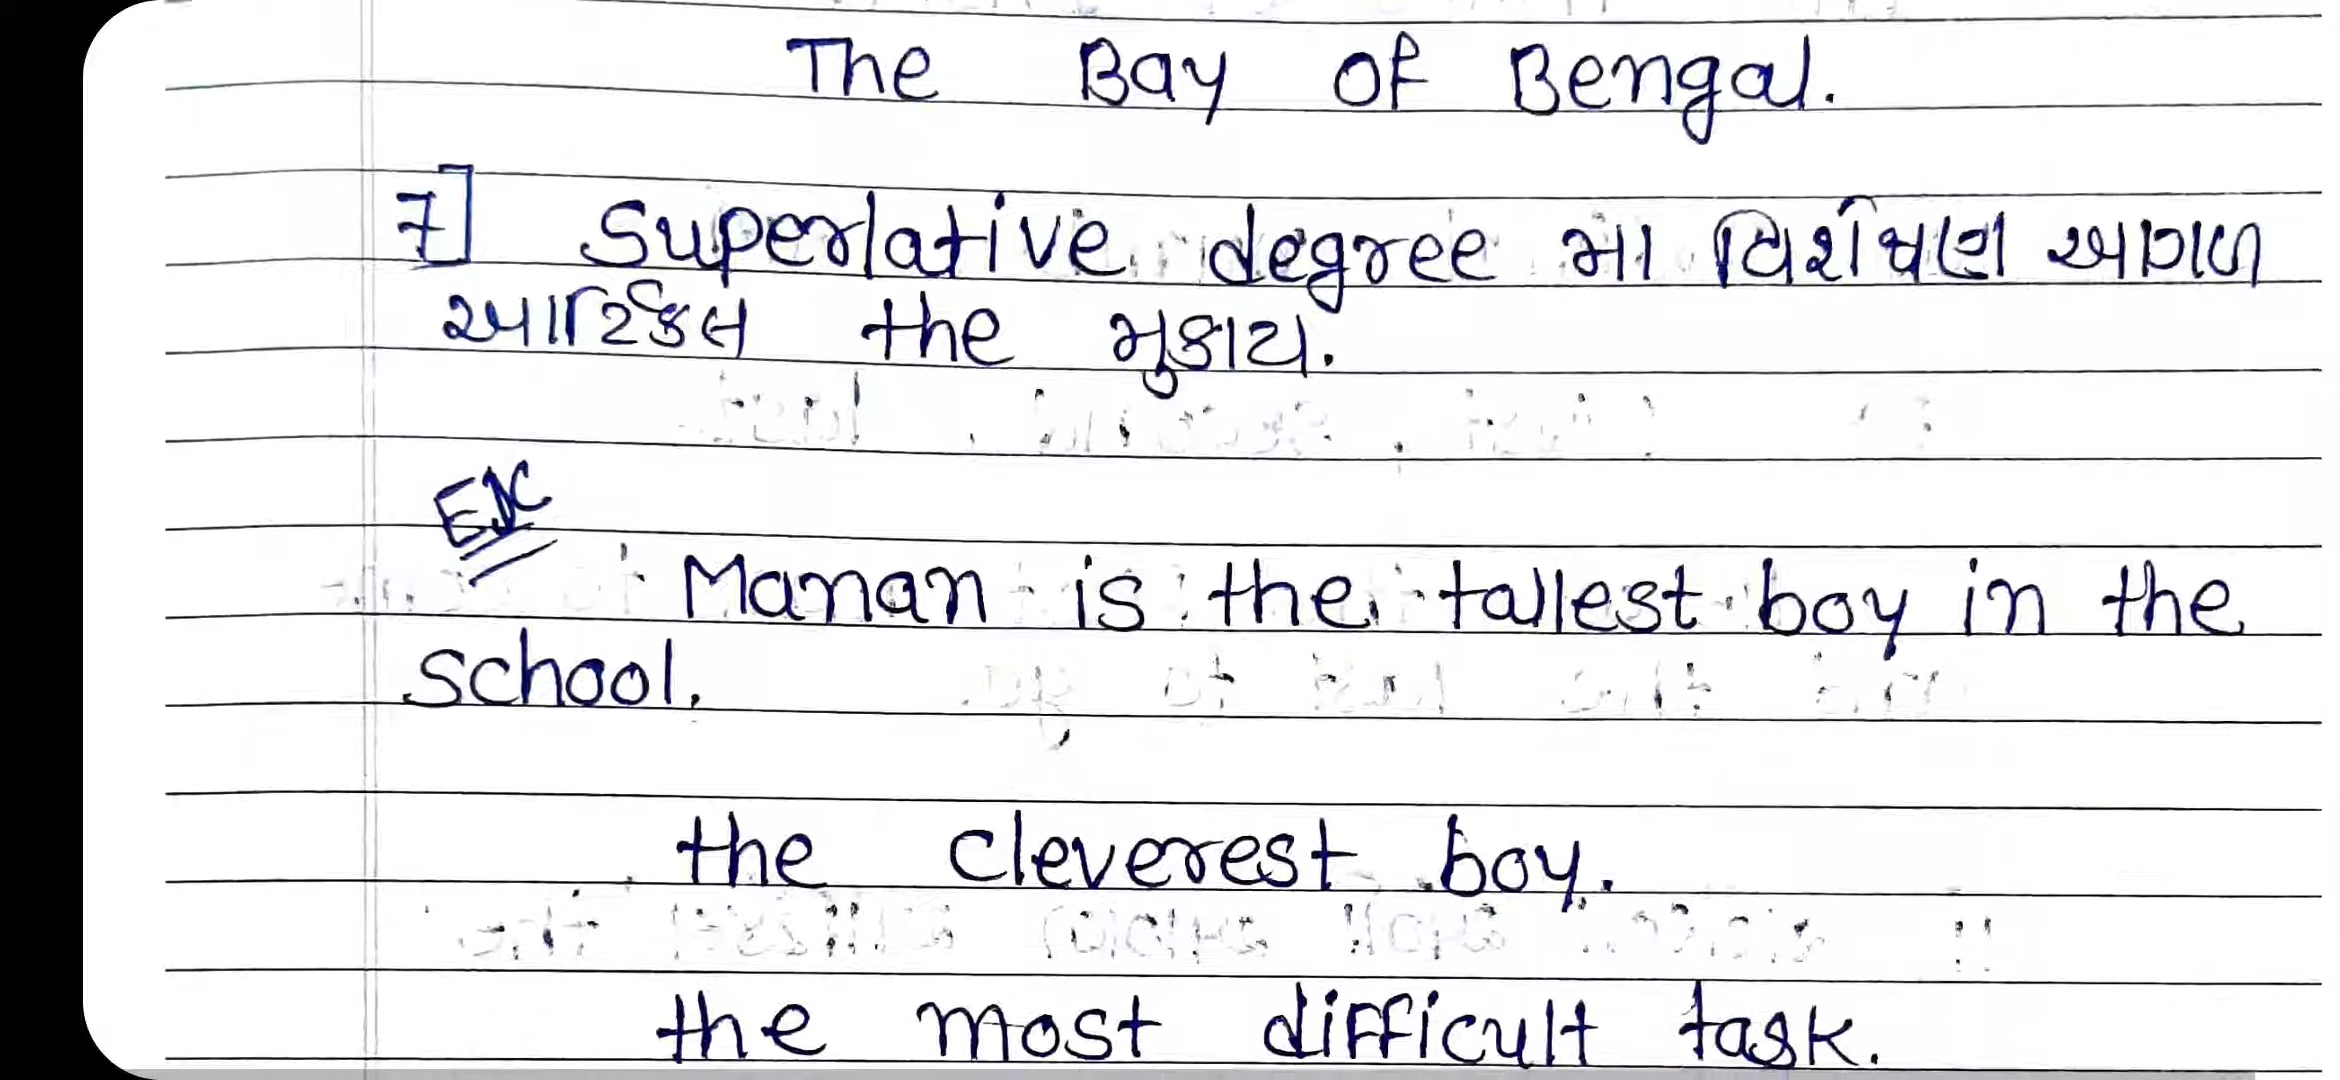 The Bay of Bengal.
7] Superlative degree મા વિશેષણ આગળ
આર્ટિકલ the મુકાય.
Ex
Manan is the tallest boy in the
school.
the cleverest boy.
the most difficult task.